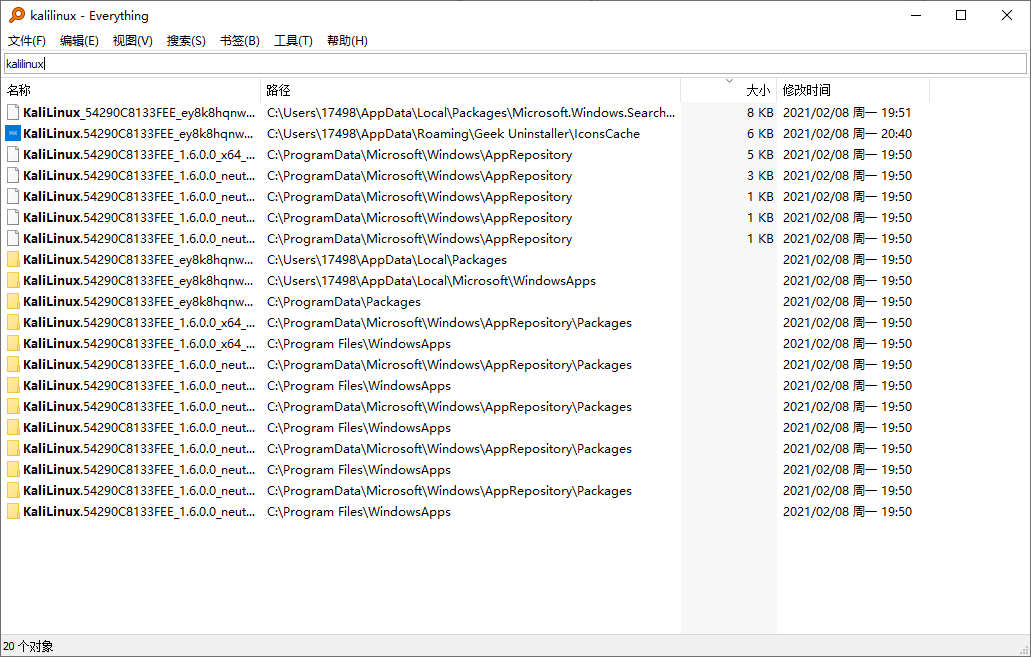 kalilinux - Everything
文件(F) 编辑(E) 视图(V) 搜索(S) 书签(B) 工具(T) 帮助(H)
kalilinux
名称 路径 大小 修改时间
KaliLinux_54290C8133FEE_ey8k8hqnw... C:\Users\17498\AppData\Local\Packages\Microsoft.Windows.Search... 8 KB 2021/02/08 周一 19:51
KaliLinux.54290C8133FEE_ey8k8hqnw... C:\Users\17498\AppData\Roaming\Geek Uninstaller\IconsCache 6 KB 2021/02/08 周一 20:40
KaliLinux.54290C8133FEE_1.6.0.0_x64_... C:\ProgramData\Microsoft\Windows\AppRepository 5 KB 2021/02/08 周一 19:50
KaliLinux.54290C8133FEE_1.6.0.0_neut... C:\ProgramData\Microsoft\Windows\AppRepository 3 KB 2021/02/08 周一 19:50
KaliLinux.54290C8133FEE_1.6.0.0_neut... C:\ProgramData\Microsoft\Windows\AppRepository 1 KB 2021/02/08 周一 19:50
KaliLinux.54290C8133FEE_1.6.0.0_neut... C:\ProgramData\Microsoft\Windows\AppRepository 1 KB 2021/02/08 周一 19:50
KaliLinux.54290C8133FEE_1.6.0.0_neut... C:\ProgramData\Microsoft\Windows\AppRepository 1 KB 2021/02/08 周一 19:50
KaliLinux.54290C8133FEE_ey8k8hqnw... C:\Users\17498\AppData\Local\Packages 2021/02/08 周一 19:50
KaliLinux.54290C8133FEE_ey8k8hqnw... C:\Users\17498\AppData\Local\Microsoft\WindowsApps 2021/02/08 周一 19:50
KaliLinux.54290C8133FEE_ey8k8hqnw... C:\ProgramData\Packages 2021/02/08 周一 19:50
KaliLinux.54290C8133FEE_1.6.0.0_x64_... C:\ProgramData\Microsoft\Windows\AppRepository\Packages 2021/02/08 周一 19:50
KaliLinux.54290C8133FEE_1.6.0.0_x64_... C:\Program Files\WindowsApps 2021/02/08 周一 19:50
KaliLinux.54290C8133FEE_1.6.0.0_neut... C:\ProgramData\Microsoft\Windows\AppRepository\Packages 2021/02/08 周一 19:50
KaliLinux.54290C8133FEE_1.6.0.0_neut... C:\Program Files\WindowsApps 2021/02/08 周一 19:50
KaliLinux.54290C8133FEE_1.6.0.0_neut... C:\ProgramData\Microsoft\Windows\AppRepository\Packages 2021/02/08 周一 19:50
KaliLinux.54290C8133FEE_1.6.0.0_neut... C:\Program Files\WindowsApps 2021/02/08 周一 19:50
KaliLinux.54290C8133FEE_1.6.0.0_neut... C:\ProgramData\Microsoft\Windows\AppRepository\Packages 2021/02/08 周一 19:50
KaliLinux.54290C8133FEE_1.6.0.0_neut... C:\Program Files\WindowsApps 2021/02/08 周一 19:50
KaliLinux.54290C8133FEE_1.6.0.0_neut... C:\ProgramData\Microsoft\Windows\AppRepository\Packages 2021/02/08 周一 19:50
KaliLinux.54290C8133FEE_1.6.0.0_neut... C:\Program Files\WindowsApps 2021/02/08 周一 19:50
20 个对象